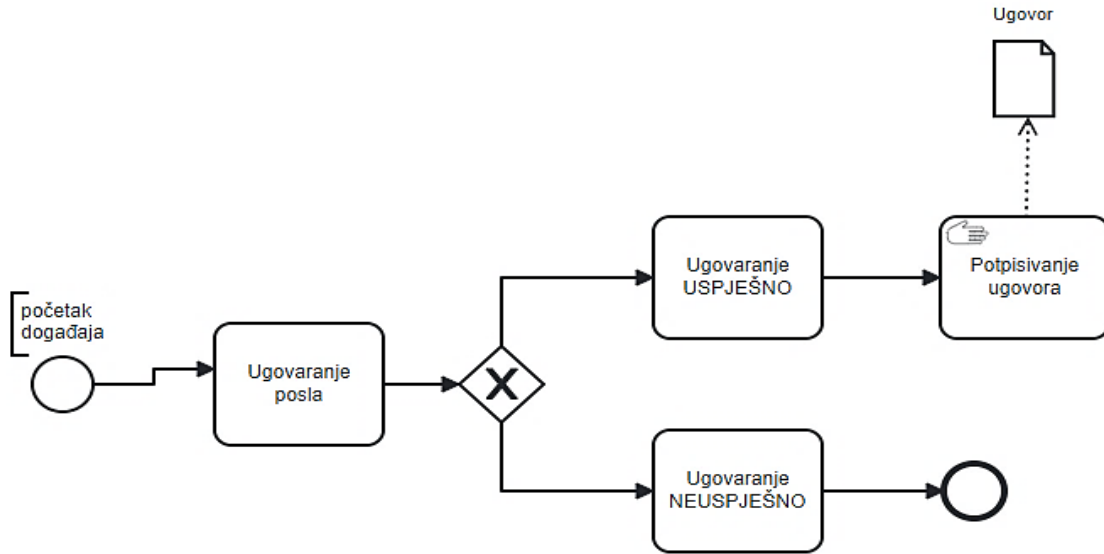 Ugovor
Ugovaranje
USPJEŠNO
Potpisivanje
ugovora
početak
događaja
Ugovaranje
posla
Ugovaranje
NEUSPJEŠNO